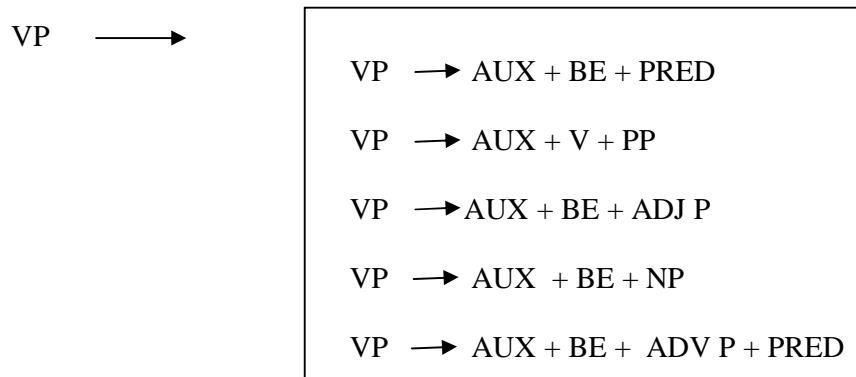 VP →
VP → AUX + BE + PRED
VP → AUX + V + PP
VP → AUX + BE + ADJ P
VP → AUX + BE + NP
VP → AUX + BE + ADV P + PRED